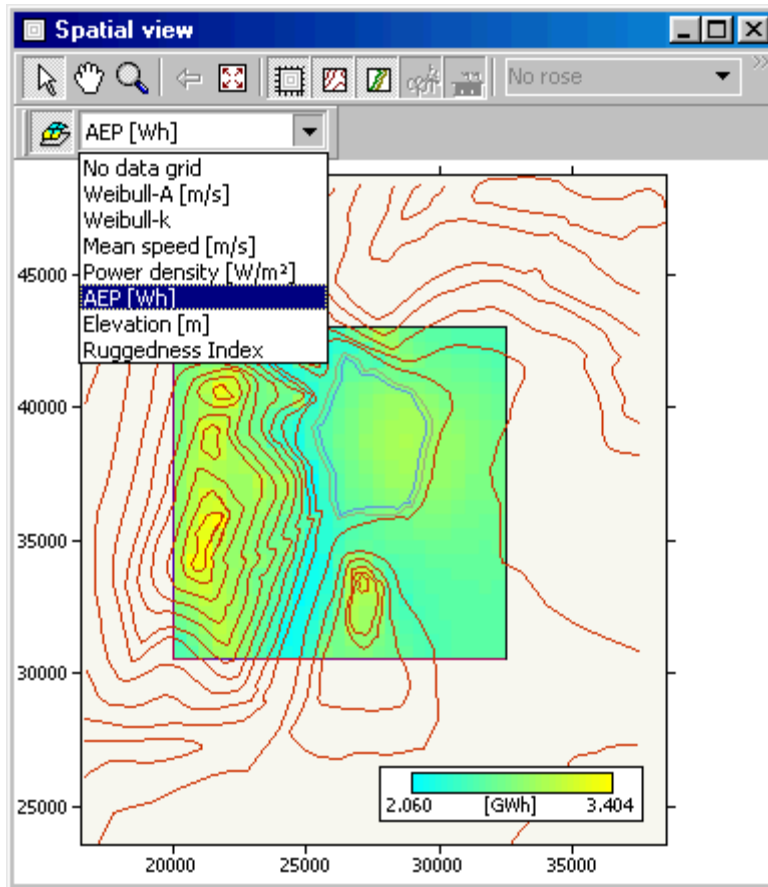 Spatial view
No rose
AEP [Wh]
No data grid
Weibull-A [m/s]
Weibull-k
Mean speed [m/s]
Power density [W/m²]
AEP [Wh]
Elevation [m]
Ruggedness Index
45000
40000
35000
30000
25000
2.060 [GWh] 3.404
20000 25000 30000 35000